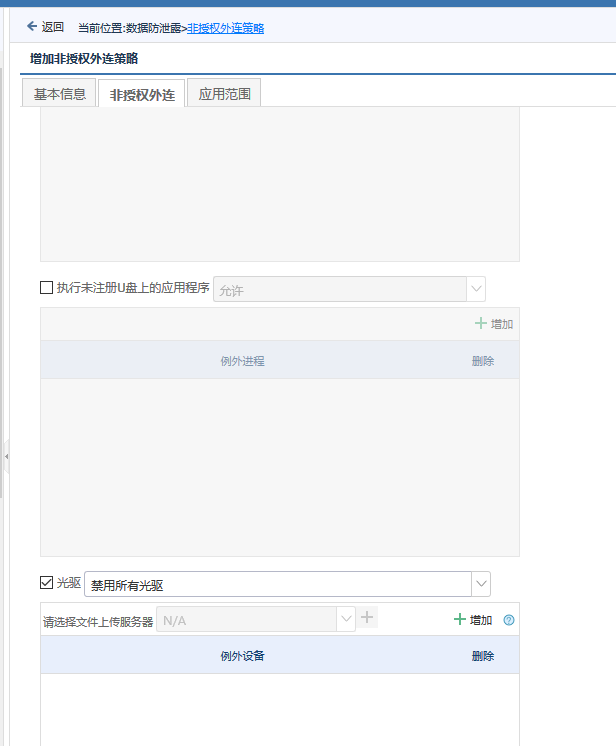 返回 当前位置:数据防泄露>非授权外连策略
增加非授权外连策略
基本信息 非授权外连 应用范围
执行未注册U盘上的应用程序 允许
增加
例外进程 删除
光驱 禁用所有光驱
请选择文件上传服务器 N/A 增加
例外设备 删除